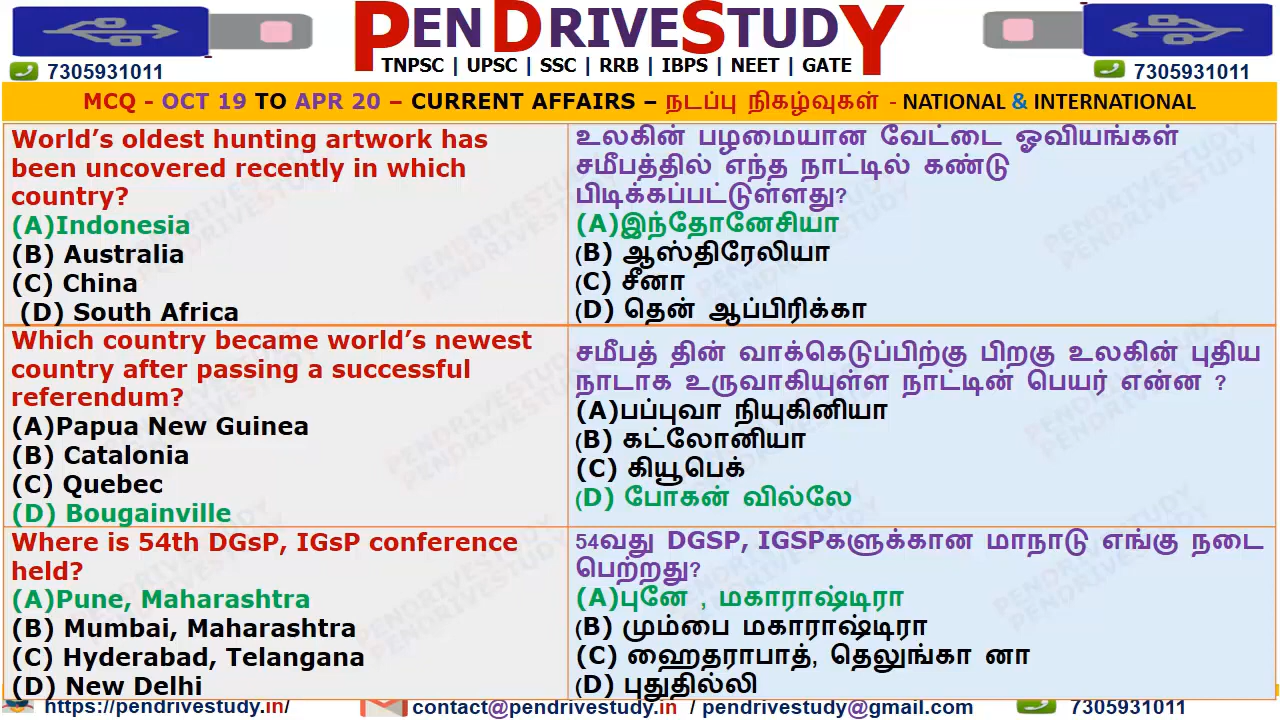 PENDRIVESTUDY
TNPSC | UPSC | SSC | RRB | IBPS | NEET | GATE
7305931011
7305931011
MCQ - OCT 19 TO APR 20 – CURRENT AFFAIRS – நடப்பு நிகழ்வுகள் - NATIONAL & INTERNATIONAL
World’s oldest hunting artwork has
been uncovered recently in which
country?
(A)Indonesia
(B) Australia
(C) China
(D) South Africa
உலகின் பழமையான வேட்டை ஓவியங்கள்
சமீபத்தில் எந்த நாட்டில் கண்டு
பிடிக்கப்பட்டுள்ளது?
(A)இந்தோனேசியா
(B) ஆஸ்திரேலியா
(C) சீனா
(D) தென் ஆப்பிரிக்கா
Which country became world’s newest
country after passing a successful
referendum?
(A)Papua New Guinea
(B) Catalonia
(C) Quebec
(D) Bougainville
சமீபத் தின் வாக்கெடுப்பிற்கு பிறகு உலகின் புதிய
நாடாக உருவாகியுள்ள நாட்டின் பெயர் என்ன ?
(A)பப்புவா நியுகினியா
(B) கட்லோனியா
(C) கியூபெக்
(D) போகன் வில்லே
Where is 54th DGsP, IGsP conference
held?
(A)Pune, Maharashtra
(B) Mumbai, Maharashtra
(C) Hyderabad, Telangana
(D) New Delhi
54வது DGSP, IGSPகளுக்கான மாநாடு எங்கு நடை
பெற்றது?
(A)புனே , மகாராஷ்டிரா
(B) மும்பை மகாராஷ்டிரா
(C) ஹைதராபாத், தெலுங்கா னா
(D) புதுதில்லி
https://pendrivestudy.in/ contact@pendrivestudy.in / pendrivestudy@gmail.com 7305931011